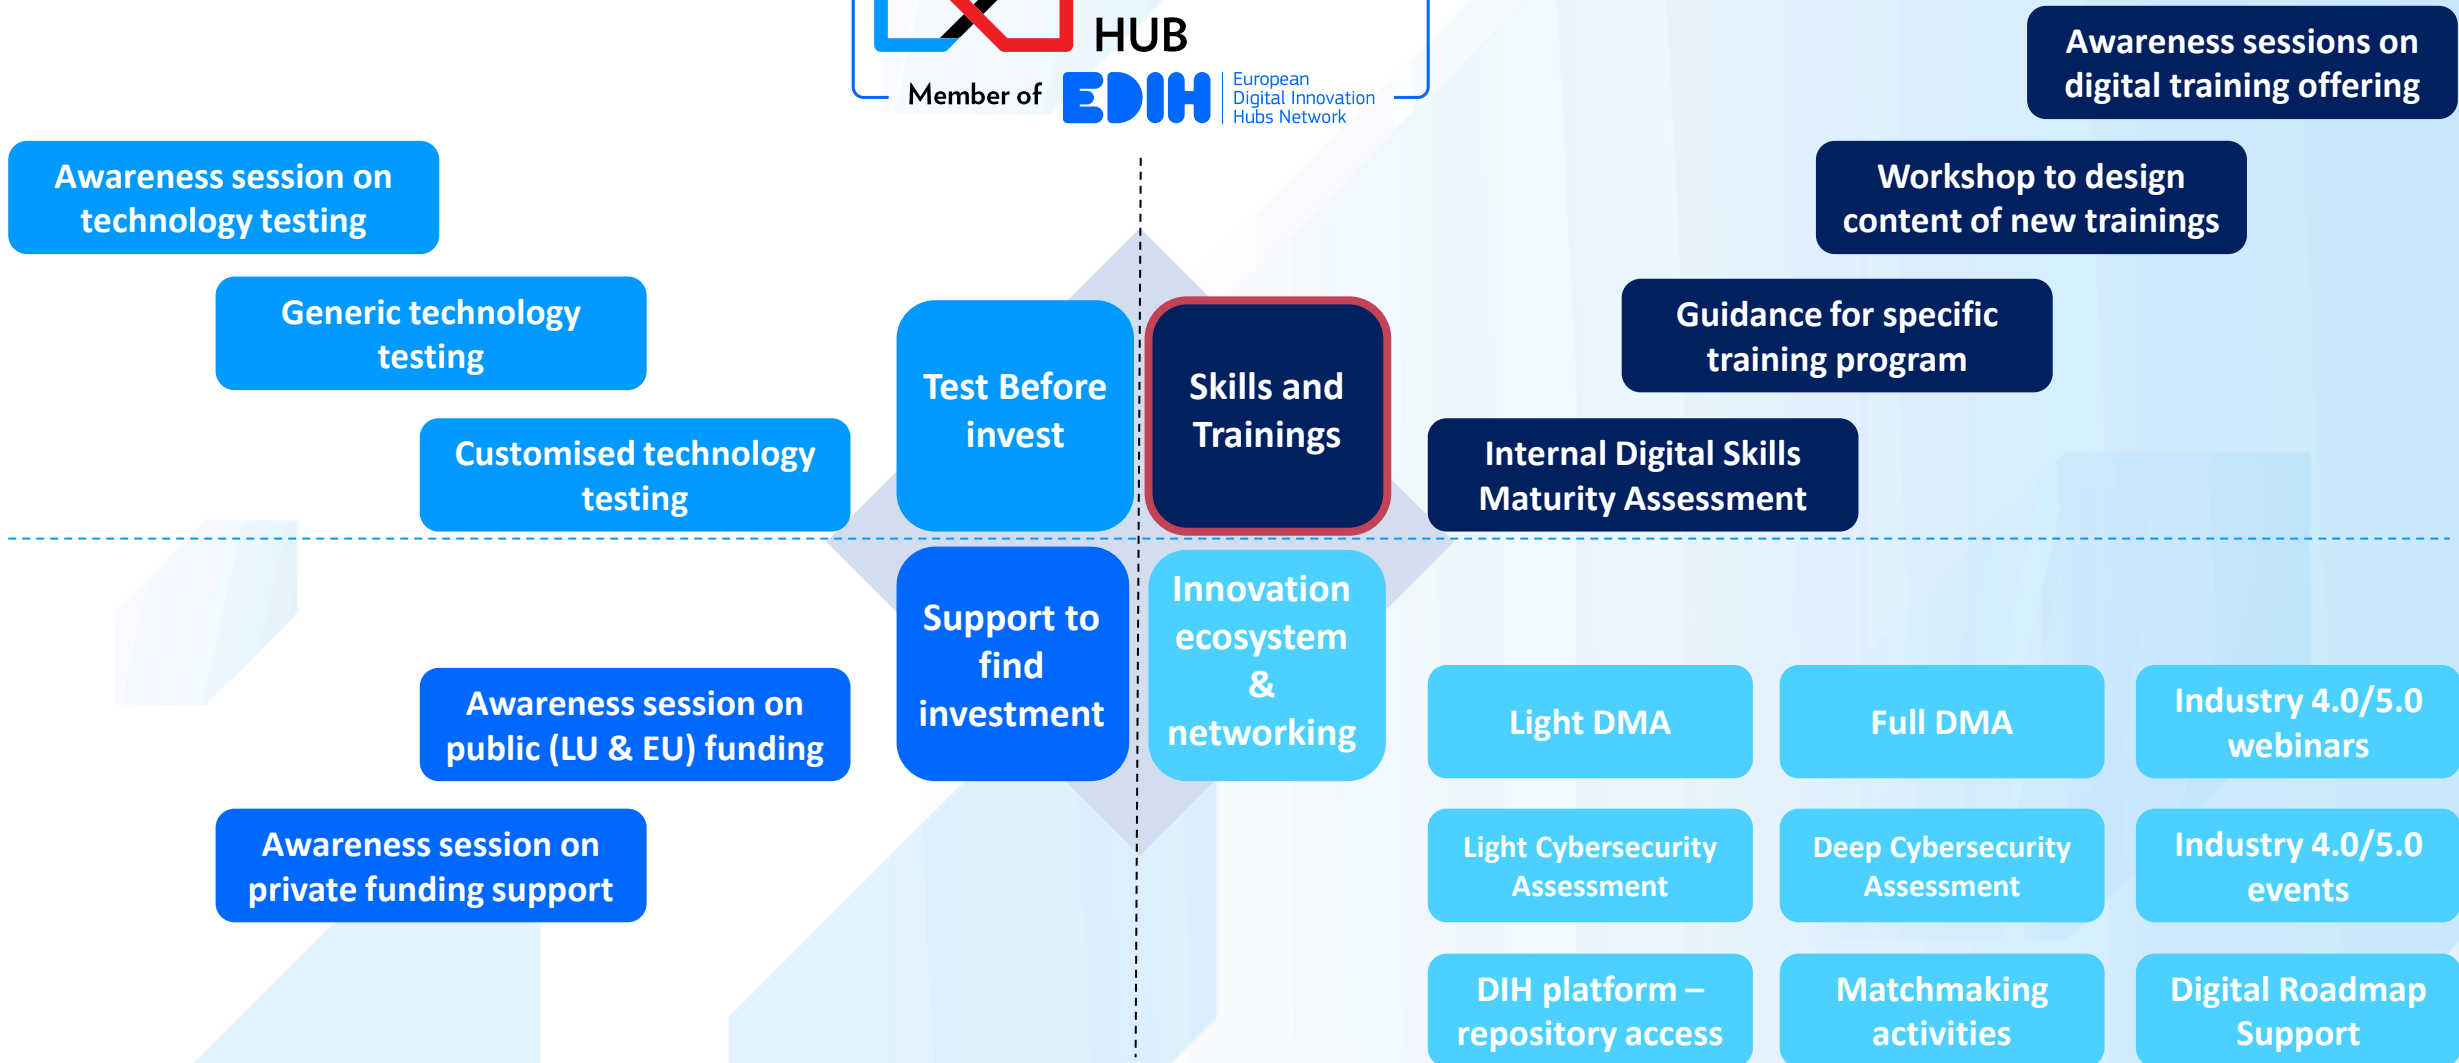 HUB
Member of EDIH
European
Digital Innovation
Hubs Network
Awareness session on
technology testing
Generic technology
testing
Customised technology
testing
Test Before
invest
Skills and
Trainings
Awareness sessions on
digital training offering
Workshop to design
content of new trainings
Guidance for specific
training program
Internal Digital Skills
Maturity Assessment
Support to
find
investment
Awareness session on
public (LU & EU) funding
Awareness session on
private funding support
Innovation
ecosystem
&
networking
Light DMA
Full DMA
Industry 4.0/5.0
webinars
Light Cybersecurity
Assessment
Deep Cybersecurity
Assessment
Industry 4.0/5.0
events
DIH platform –
repository access
Matchmaking
activities
Digital Roadmap
Support